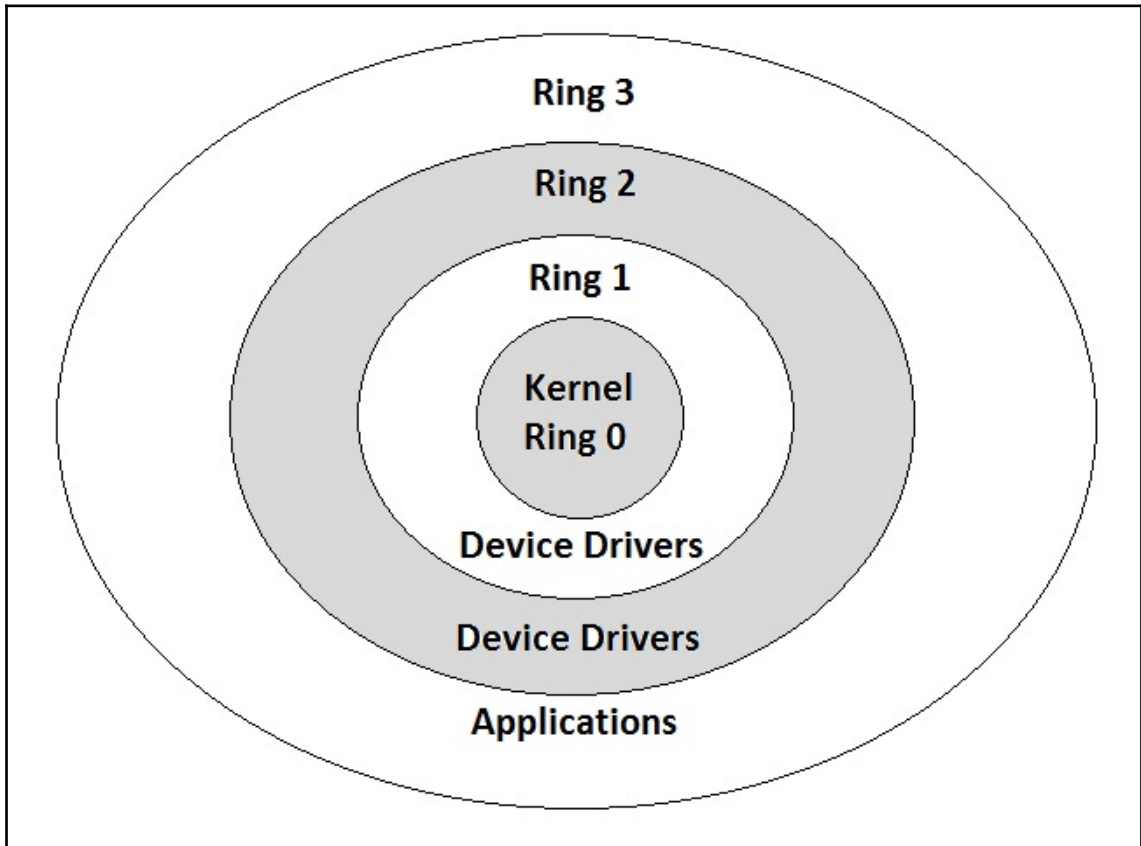 Ring 3
Ring 2
Ring 1
Kernel
Ring 0
Device Drivers
Device Drivers
Applications